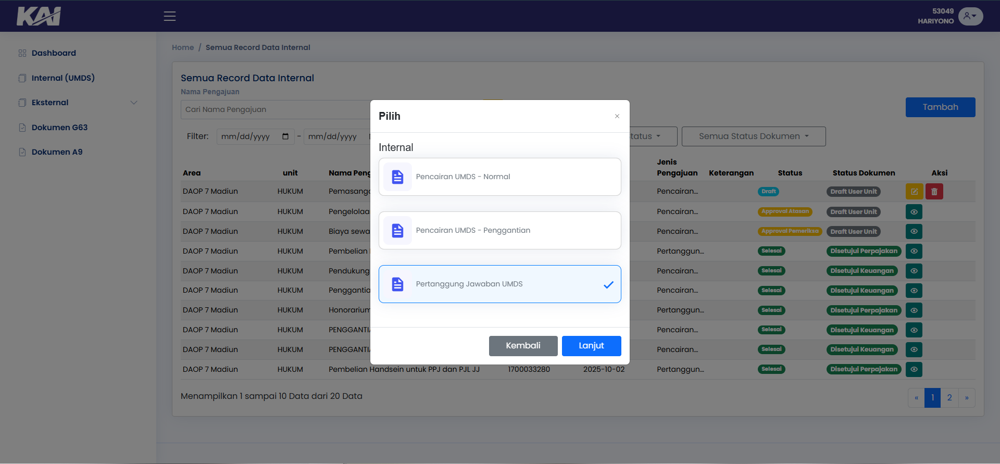 KAI
53049
HARIYONO
Dashboard
Internal (UMDS)
Eksternal
Dokumen G63
Dokumen A9
Home / Semua Record Data Internal
Semua Record Data Internal
Nama Pengajuan
Cari Nama Pengajuan
Tambah
Filter: mm/dd/yyyy - mm/dd/yyyy
Semua Status Dokumen
Area unit Jenis Pengajuan Keterangan Status Status Dokumen Aksi
DAOP 7 Madiun HUKUM Pencairan... Draft Draft User Unit
DAOP 7 Madiun HUKUM Pencairan... Approval Atasan Draft User Unit
DAOP 7 Madiun HUKUM Biaya sewa Pencairan... Approval Pemeriksa Draft User Unit
DAOP 7 Madiun HUKUM Pembelian Pertanggun... Selesai Disetujui Perpajakan
DAOP 7 Madiun HUKUM Pendukung Pencairan... Selesai Disetujui Keuangan
DAOP 7 Madiun HUKUM Pencairan... Selesai Disetujui Keuangan
DAOP 7 Madiun HUKUM Honorarium Pertanggun... Selesai Disetujui Perpajakan
DAOP 7 Madiun HUKUM Pencairan... Selesai Disetujui Keuangan
DAOP 7 Madiun HUKUM Pencairan... Selesai Disetujui Keuangan
DAOP 7 Madiun HUKUM Pembelian Handsein untuk PPJ dan PJL JJ 1700033280 2025-10-02 Pertanggun... Selesai Disetujui Perpajakan
Menampilkan 1 sampai 10 Data dari 20 Data
« 1 2 »
Pilih ×
Internal
Pencairan UMDS - Normal
Pencairan UMDS - Penggantian
Pertanggung Jawaban UMDS
Kembali Lanjut